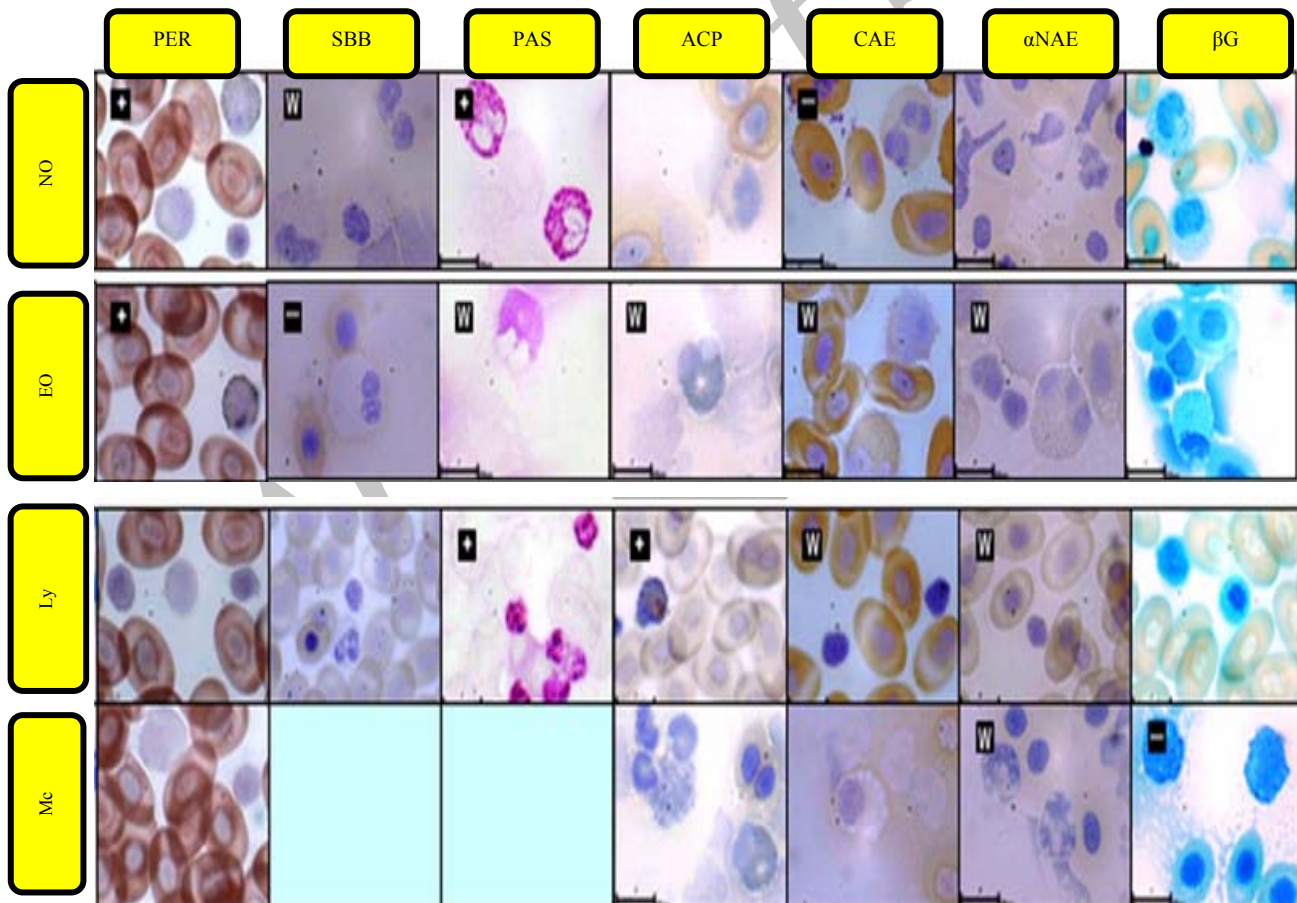 PER SBB PAS ACP CAE αNAE βG
NO
+ W + −
EO
+ − W W W W
Ly
+ + W W
Mc
W −